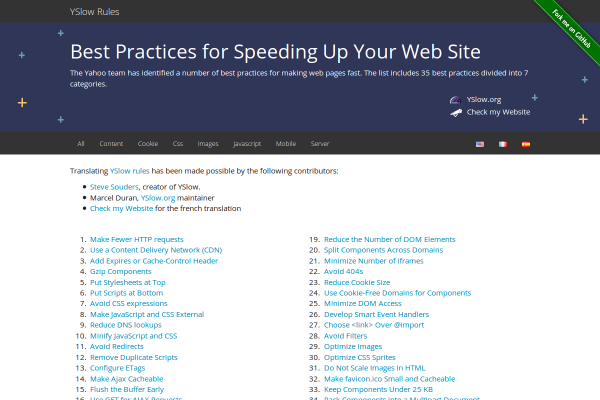 YSlow Rules
Fork me on GitHub
Best Practices for Speeding Up Your Web Site
The Yahoo team has identified a number of best practices for making web pages fast. The list includes 35 best practices divided into 7
categories.
YSlow.org
Check my Website
All Content Cookie Css Images Javascript Mobile Server
Translating YSlow rules has been made possible by the following contributors:
Steve Souders, creator of YSlow.
Marcel Duran, YSlow.org maintainer
Check my Website for the french translation
1. Make Fewer HTTP requests
2. Use a Content Delivery Network (CDN)
3. Add Expires or Cache-Control Header
4. Gzip Components
5. Put Stylesheets at Top
6. Put Scripts at Bottom
7. Avoid CSS expressions
8. Make JavaScript and CSS External
9. Reduce DNS lookups
10. Minify JavaScript and CSS
11. Avoid Redirects
12. Remove Duplicate Scripts
13. Configure ETags
14. Make Ajax Cacheable
15. Flush the Buffer Early
16. Use GET for AJAX Requests
19. Reduce the Number of DOM Elements
20. Split Components Across Domains
21. Minimize Number of iframes
22. Avoid 404s
23. Reduce Cookie Size
24. Use Cookie-Free Domains for Components
25. Minimize DOM Access
26. Develop Smart Event Handlers
27. Choose <link> Over @import
28. Avoid Filters
29. Optimize Images
30. Optimize CSS Sprites
31. Do Not Scale Images in HTML
32. Make favicon.ico Small and Cacheable
33. Keep Components Under 25 KB
34. Pack Components into a Multipart Document